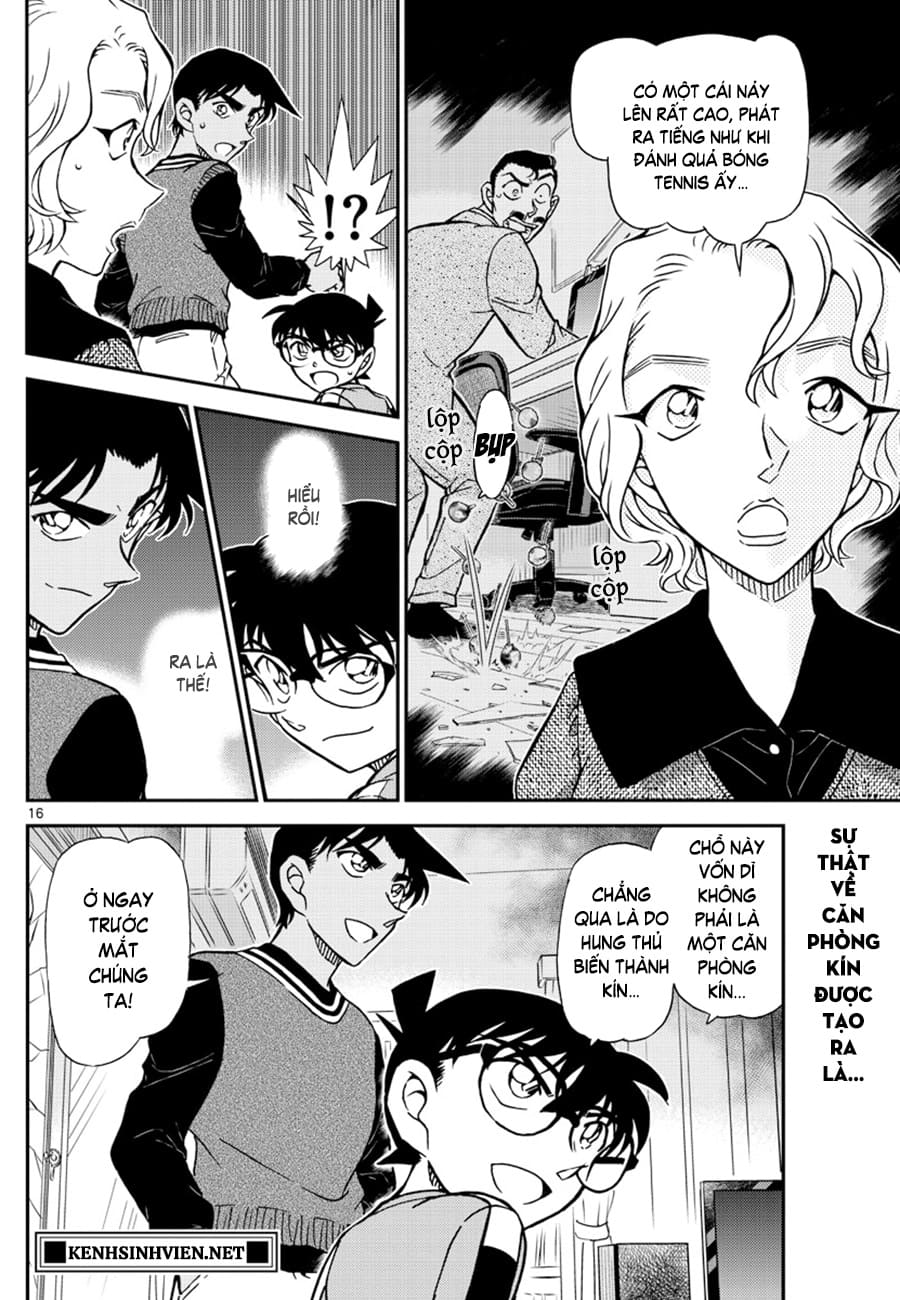 CÓ MỘT CÁI NẢY
LÊN RẤT CAO, PHÁT
RA TIẾNG NHƯ KHI
ĐÁNH QUẢ BÓNG
TENNIS ẤY...
BỤP
lộp
cộp
lộp
cộp
!?
HIỂU
RỒI!
RA LÀ
THẾ!
16
CHỔ NÀY
VỐN DĨ
KHÔNG
PHẢI LÀ
MỘT CĂN
PHÒNG
KÍN...
CHẲNG
QUA LÀ DO
HUNG THỦ
BIẾN THÀNH
KÍN...
Ở NGAY
TRƯỚC
MẮT
CHÚNG
TA!
SỰ
THẬT
VỀ
CĂN
PHÒNG
KÍN
ĐƯỢC
TẠO
RA
LÀ...
KENHSINHVIEN.NET